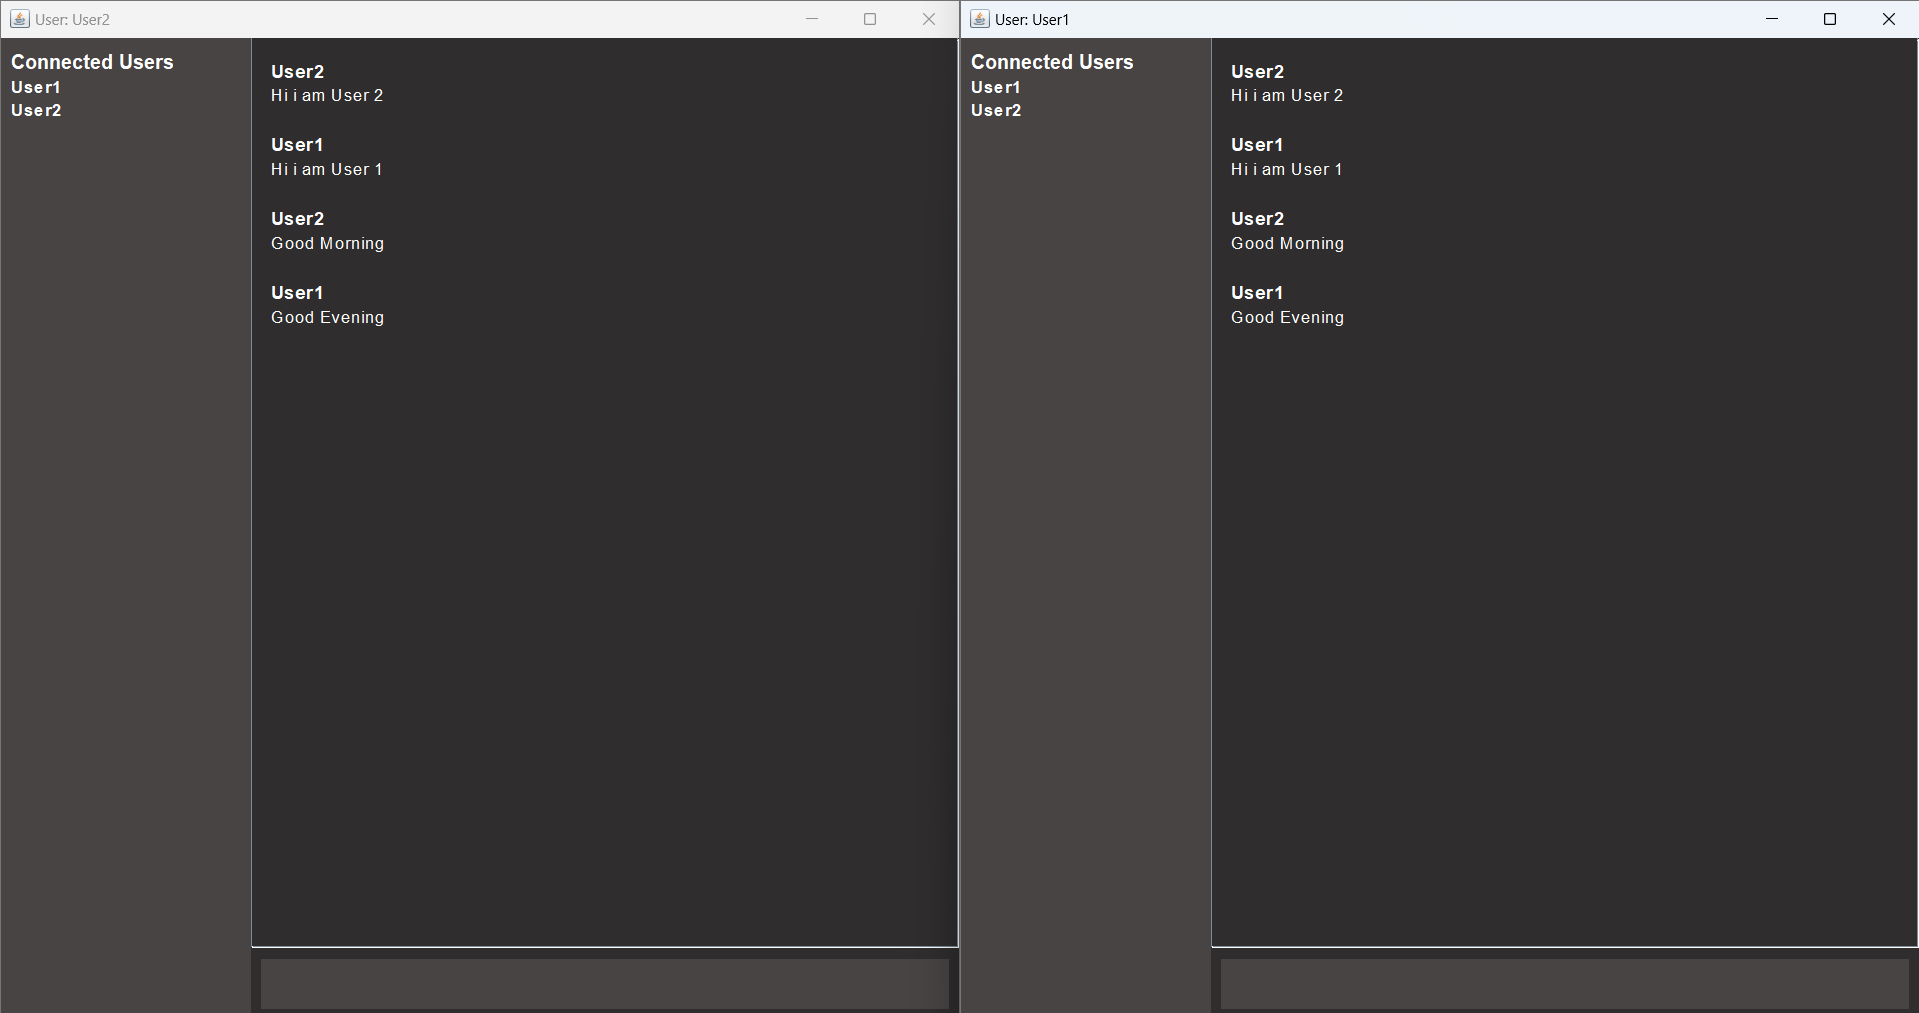 User: User2
Connected Users
User1
User2
User2
Hi i am User 2
User1
Hi i am User 1
User2
Good Morning
User1
Good Evening
User: User1
Connected Users
User1
User2
User2
Hi i am User 2
User1
Hi i am User 1
User2
Good Morning
User1
Good Evening